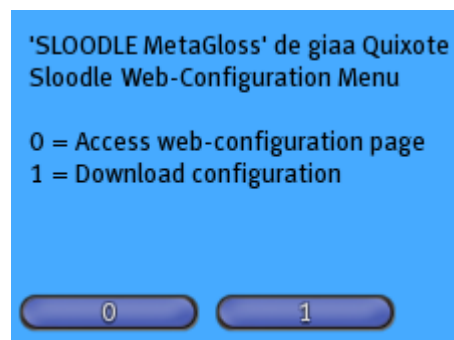 'SLOODLE MetaGloss' de giaa Quixote
Sloodle Web-Configuration Menu
0 = Access web-configuration page
1 = Download configuration
0 1